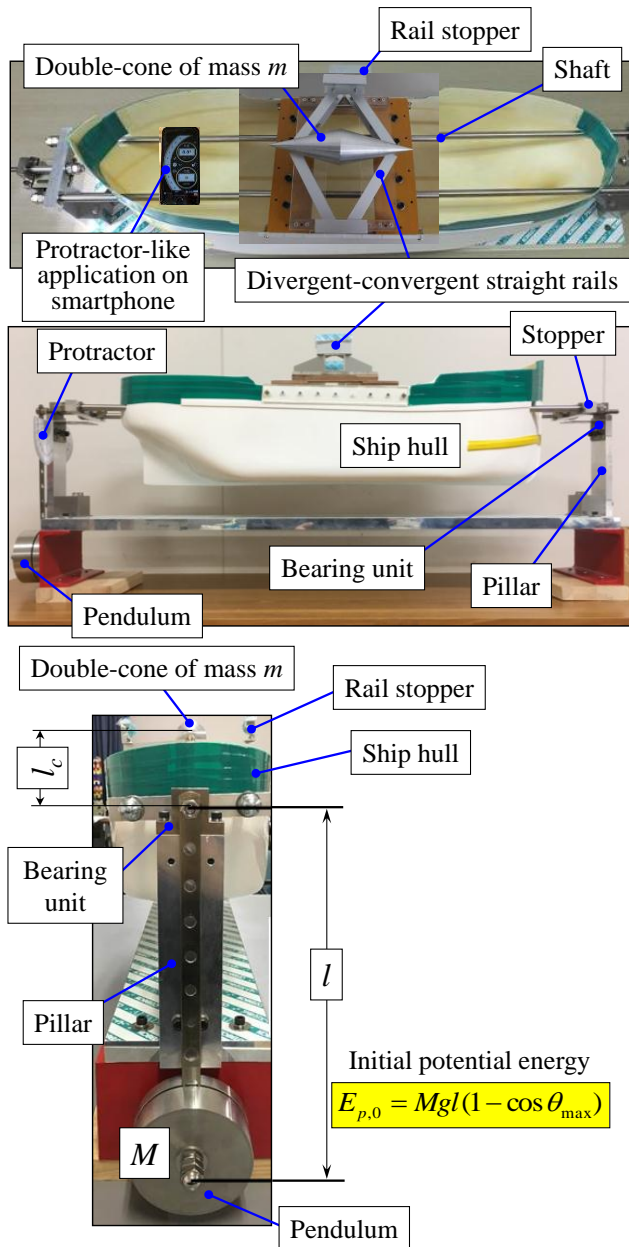 Rail stopper
Double-cone of mass m
Shaft
Protractor-like
application on
smartphone
Divergent-convergent straight rails
Protractor
Stopper
Ship hull
Bearing unit
Pillar
Pendulum
Double-cone of mass m
Rail stopper
l_c
Ship hull
Bearing
unit
l
Pillar
Initial potential energy
E_{p,0} = Mgl(1 − cos θ_{max})
M
Pendulum